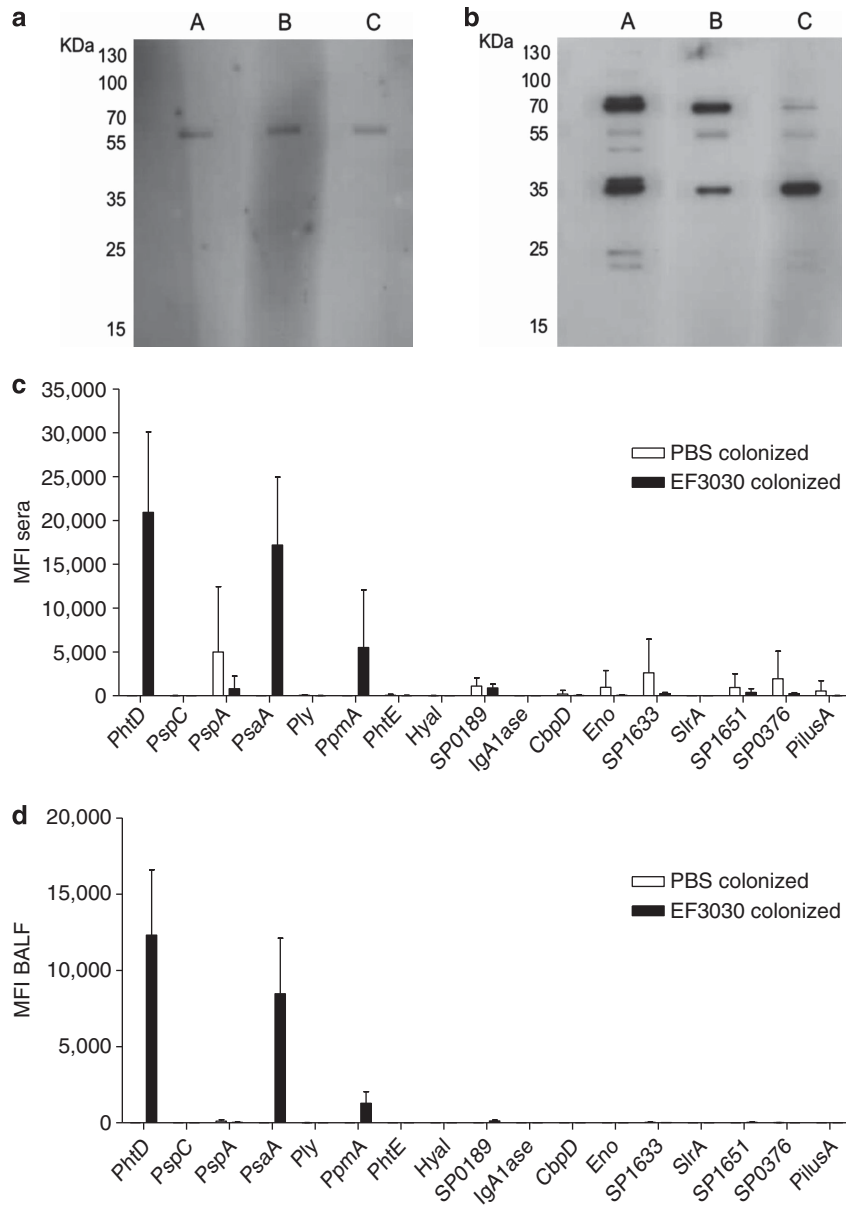 a
A B C
KDa
130
100
70
55
35
25
15
b
A B C
KDa
130
100
70
55
35
25
15
c
35,000
30,000
25,000
20,000
15,000
10,000
5,000
0
MFI sera
PBS colonized
EF3030 colonized
PhtD PspC PspA PsaA Ply PpmA PhtE Hyal SP0189 IgA1ase CbpD Eno SP1633 SlrA SP1651 SP0376 PilusA
d
20,000
15,000
10,000
5,000
0
MFI BALF
PBS colonized
EF3030 colonized
PhtD PspC PspA PsaA Ply PpmA PhtE Hyal SP0189 IgA1ase CbpD Eno SP1633 SlrA SP1651 SP0376 PilusA